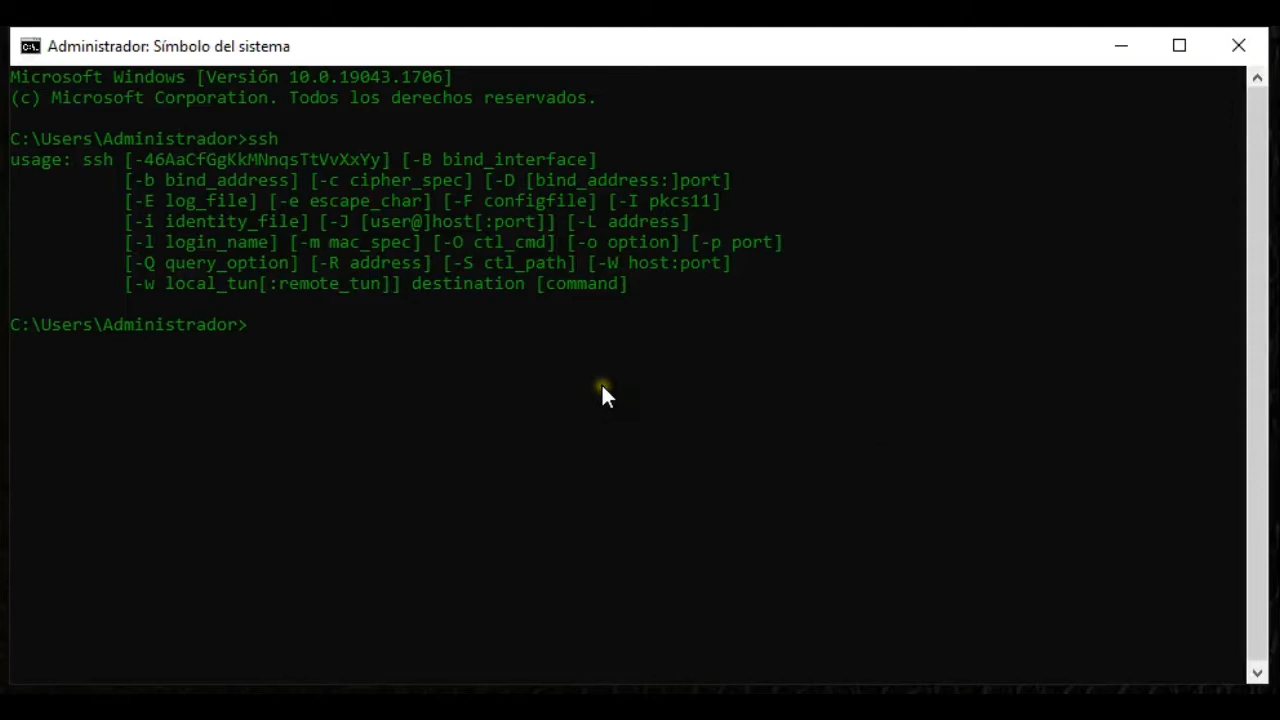 Administrador: Símbolo del sistema
Microsoft Windows [Versión 10.0.19043.1706]
(c) Microsoft Corporation. Todos los derechos reservados.
C:\Users\Administrador>ssh
usage: ssh [-46AaCfGgKkMNnqsTtVvXxYy] [-B bind_interface]
[-b bind_address] [-c cipher_spec] [-D [bind_address:]port]
[-E log_file] [-e escape_char] [-F configfile] [-I pkcs11]
[-i identity_file] [-J [user@]host[:port]] [-L address]
[-l login_name] [-m mac_spec] [-O ctl_cmd] [-o option] [-p port]
[-Q query_option] [-R address] [-S ctl_path] [-W host:port]
[-w local_tun[:remote_tun]] destination [command]
C:\Users\Administrador>